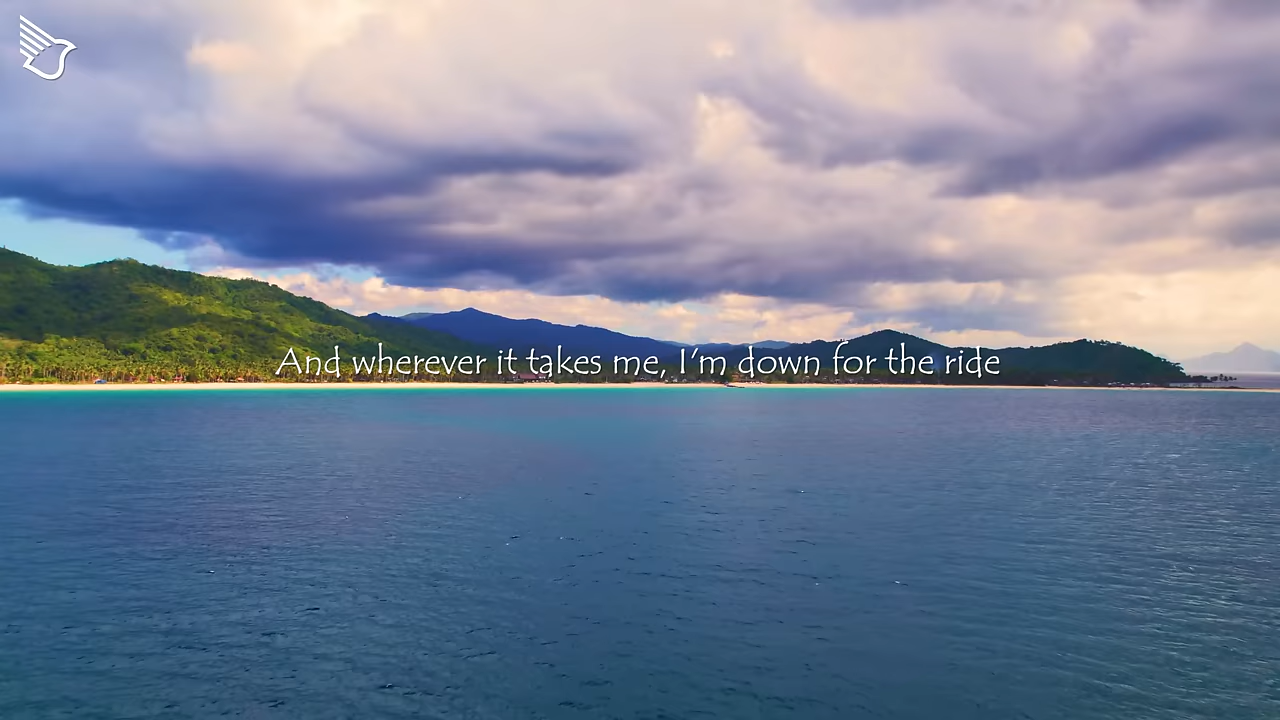 And wherever it takes me, I'm down for the ride